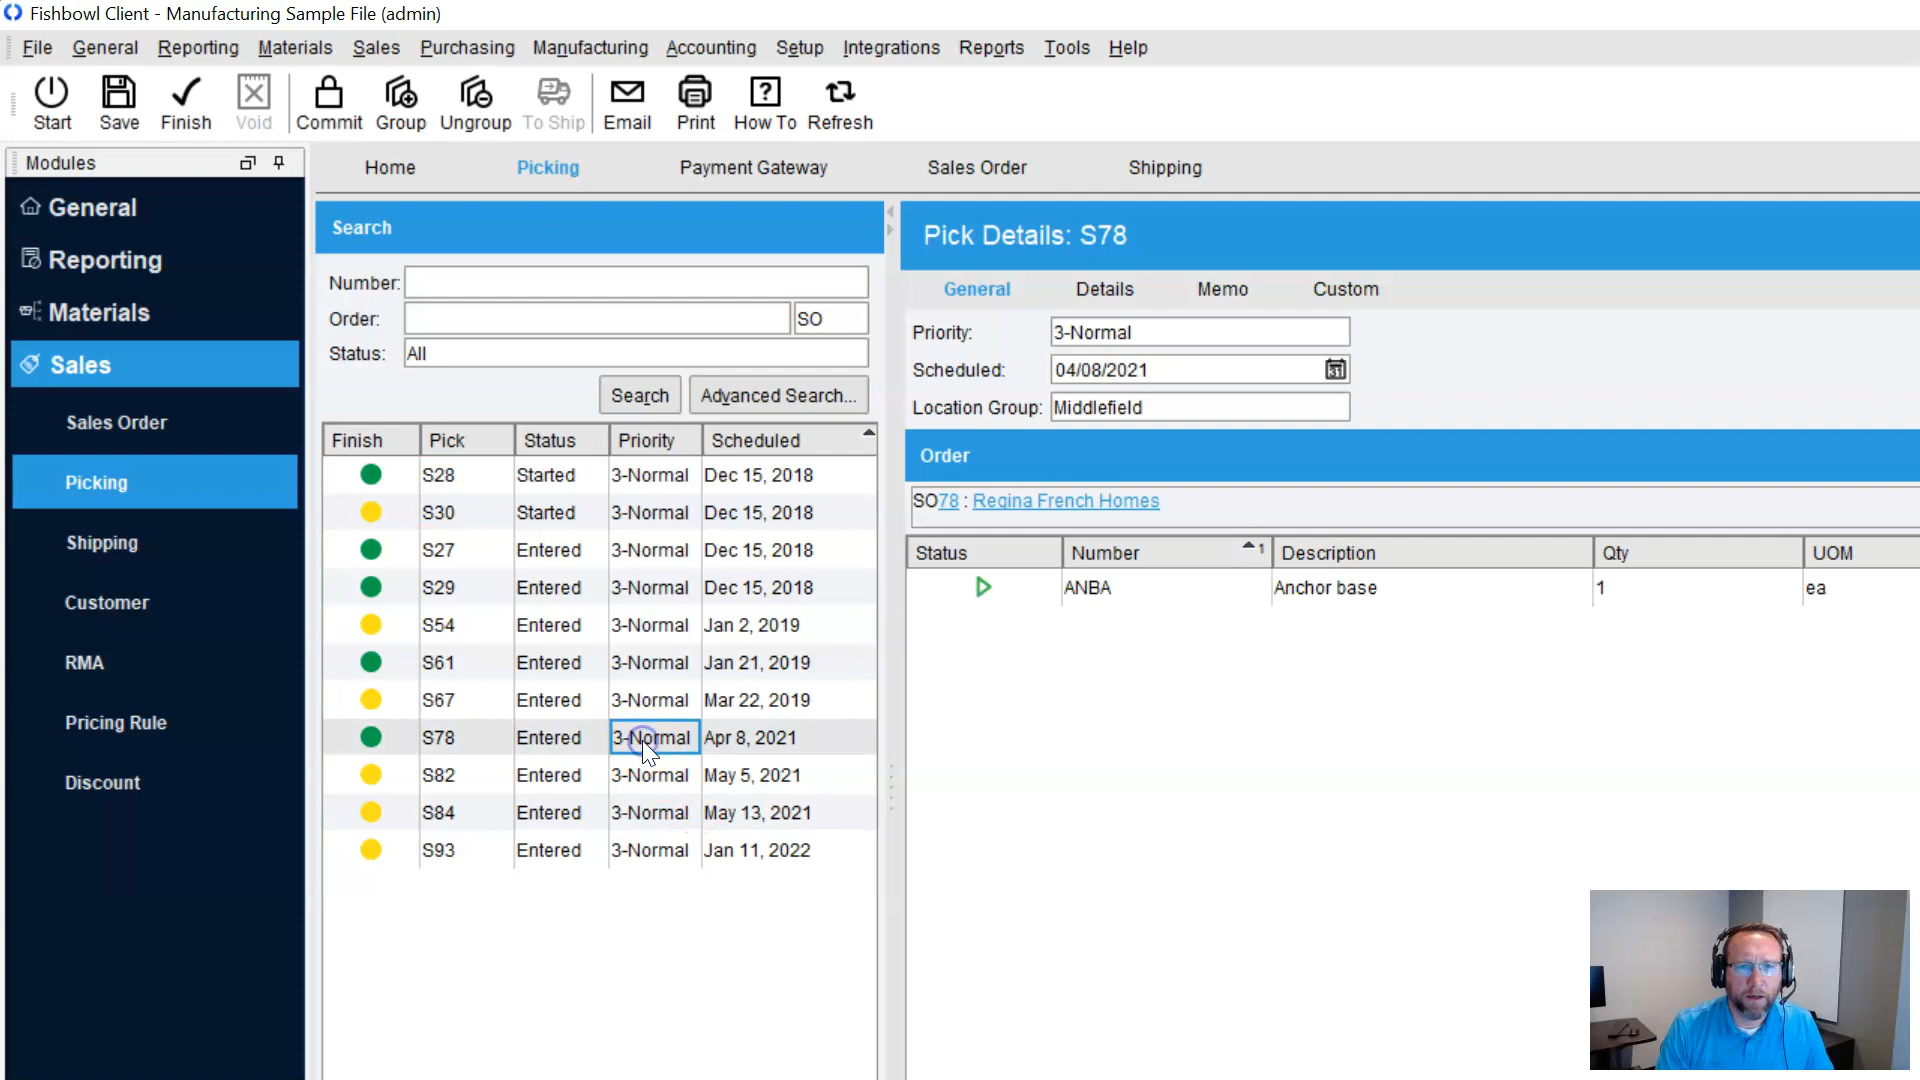 Fishbowl Client - Manufacturing Sample File (admin)
File General Reporting Materials Sales Purchasing Manufacturing Accounting Setup Integrations Reports Tools Help
Start Save Finish Void Commit Group Ungroup To Ship Email Print How To Refresh
Modules
General
Reporting
Materials
Sales
Sales Order
Picking
Shipping
Customer
RMA
Pricing Rule
Discount
Home Picking Payment Gateway Sales Order Shipping
Search
Number:
Order: SO
Status: All
Search Advanced Search...
Finish Pick Status Priority Scheduled
S28 Started 3-Normal Dec 15, 2018
S30 Started 3-Normal Dec 15, 2018
S27 Entered 3-Normal Dec 15, 2018
S29 Entered 3-Normal Dec 15, 2018
S54 Entered 3-Normal Jan 2, 2019
S61 Entered 3-Normal Jan 21, 2019
S67 Entered 3-Normal Mar 22, 2019
S78 Entered 3-Normal Apr 8, 2021
S82 Entered 3-Normal May 5, 2021
S84 Entered 3-Normal May 13, 2021
S93 Entered 3-Normal Jan 11, 2022
Pick Details: S78
General Details Memo Custom
Priority: 3-Normal
Scheduled: 04/08/2021 31
Location Group: Middlefield
Order
SO78 : Regina French Homes
Status Number 1 Description Qty UOM
ANBA Anchor base 1 ea